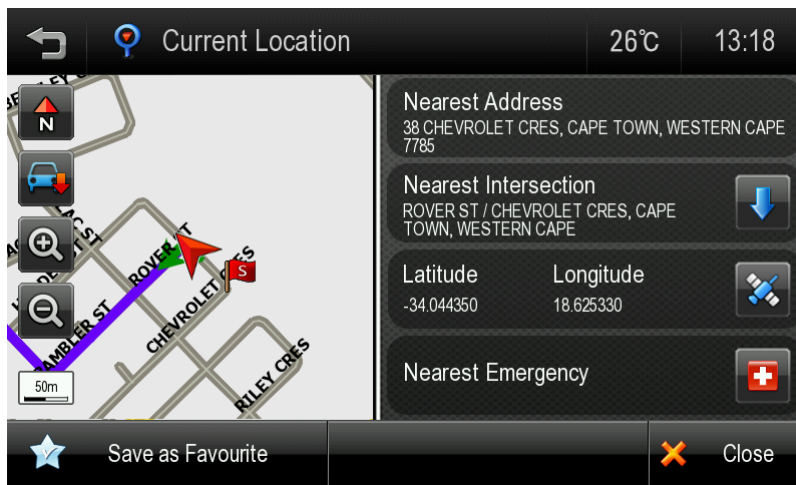 Current Location
26°C
13:18
Nearest Address
38 CHEVROLET CRES, CAPE TOWN, WESTERN CAPE
7785
Nearest Intersection
ROVER ST / CHEVROLET CRES, CAPE
TOWN, WESTERN CAPE
Latitude
Longitude
-34.044350
18.625330
Nearest Emergency
N
ROVER ST
S
CHEVROLET CRES
RILEY CRES
50m
Save as Favourite
Close